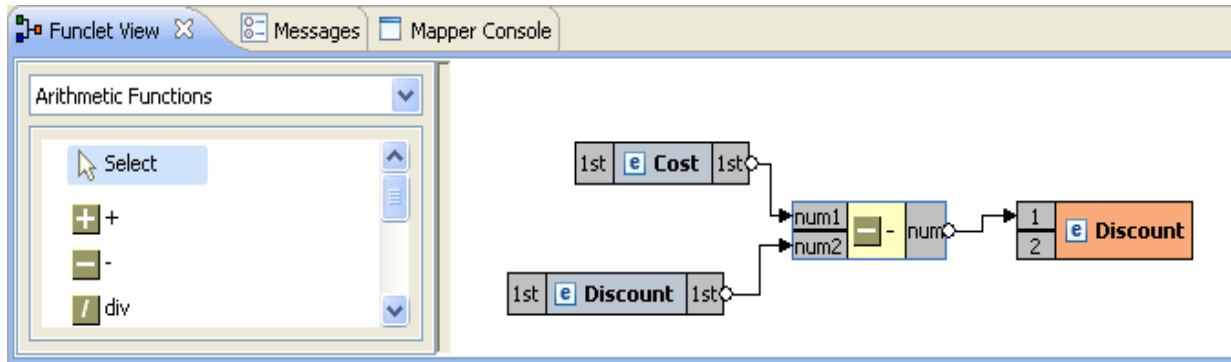 Funclet View Messages Mapper Console
Arithmetic Functions
Select
+
-
div
1st e Cost 1st
num1 - num
num2
1 e Discount
2
1st e Discount 1st